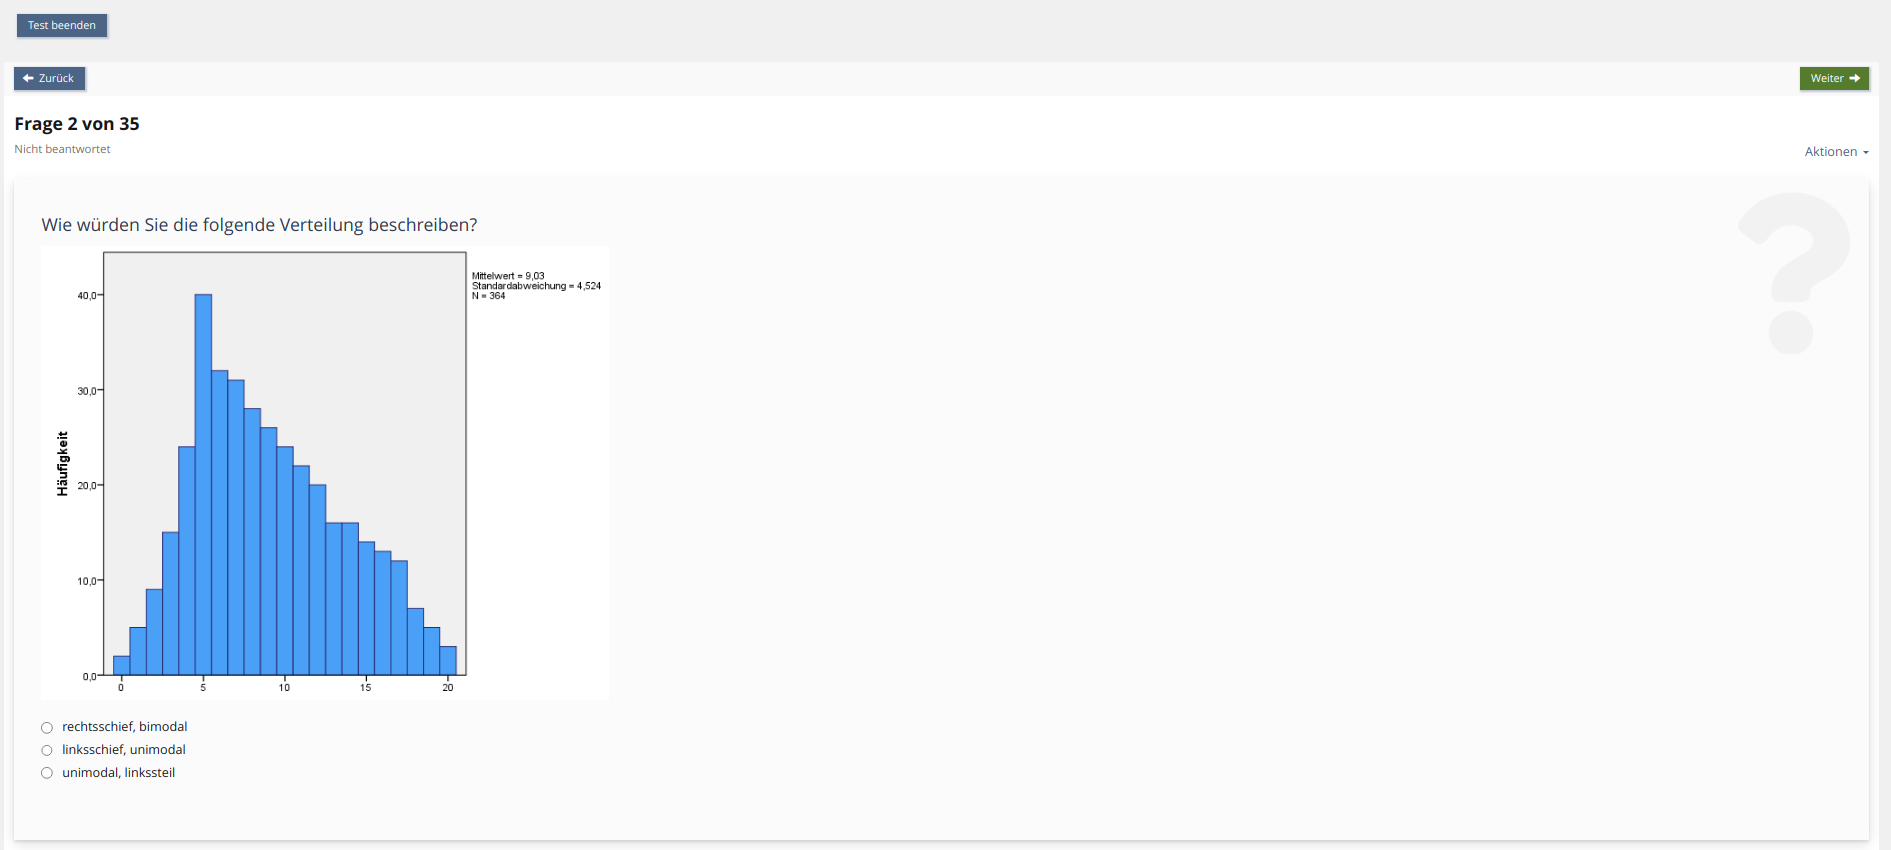 Test beenden
Zurück
Weiter
Frage 2 von 35
Nicht beantwortet
Aktionen
Wie würden Sie die folgende Verteilung beschreiben?
Mittelwert = 9,03
Standardabweichung = 4,524
N = 364
40,0
30,0
20,0
10,0
0,0
Häufigkeit
0 5 10 15 20
rechtsschief, bimodal
linksschief, unimodal
unimodal, linkssteil